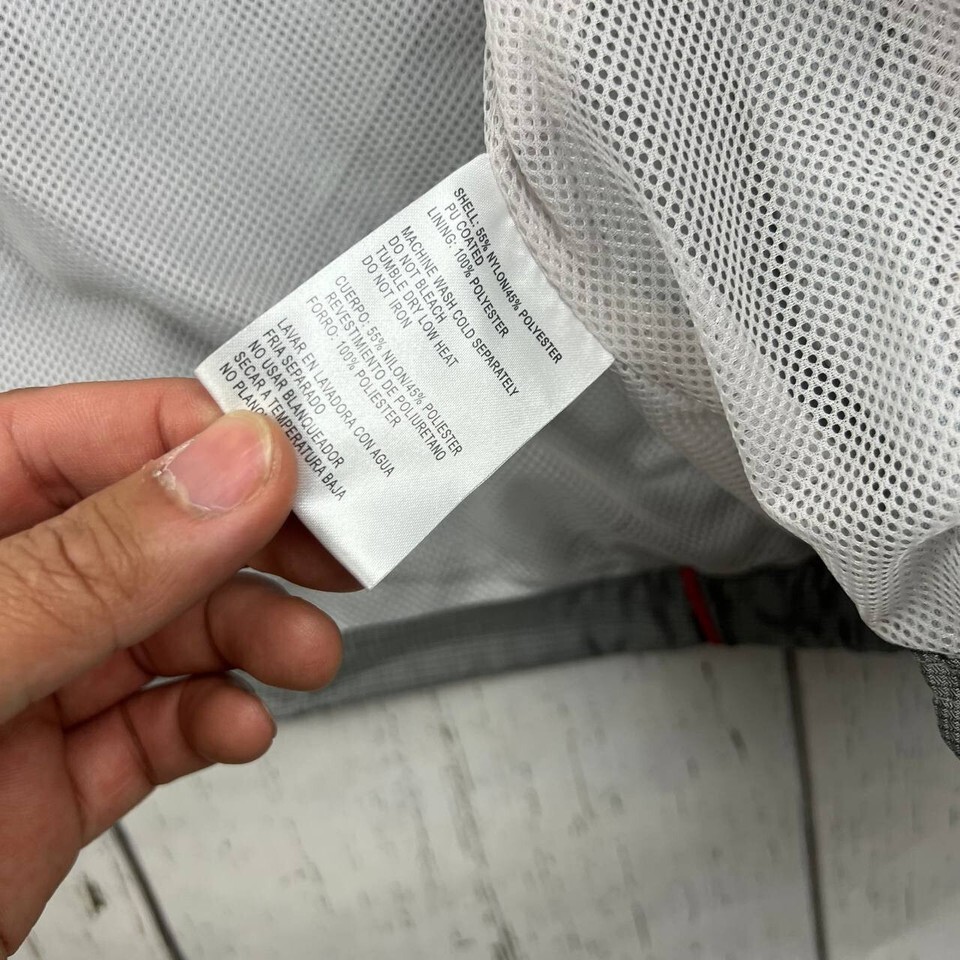 SHELL: 55% NYLON/45% POLYESTER
PU COATED
LINING: 100% POLYESTER
MACHINE WASH COLD SEPARATELY
DO NOT BLEACH
TUMBLE DRY LOW HEAT
DO NOT IRON
CUERPO: 55% NILON/45% POLIESTER
REVESTIMIENTO DE POLIURETANO
FORRO: 100% POLIESTER
LAVAR EN LAVADORA CON AGUA
FRIA SEPARADO
NO USAR BLANQUEADOR
SECAR A TEMPERATURA BAJA
NO